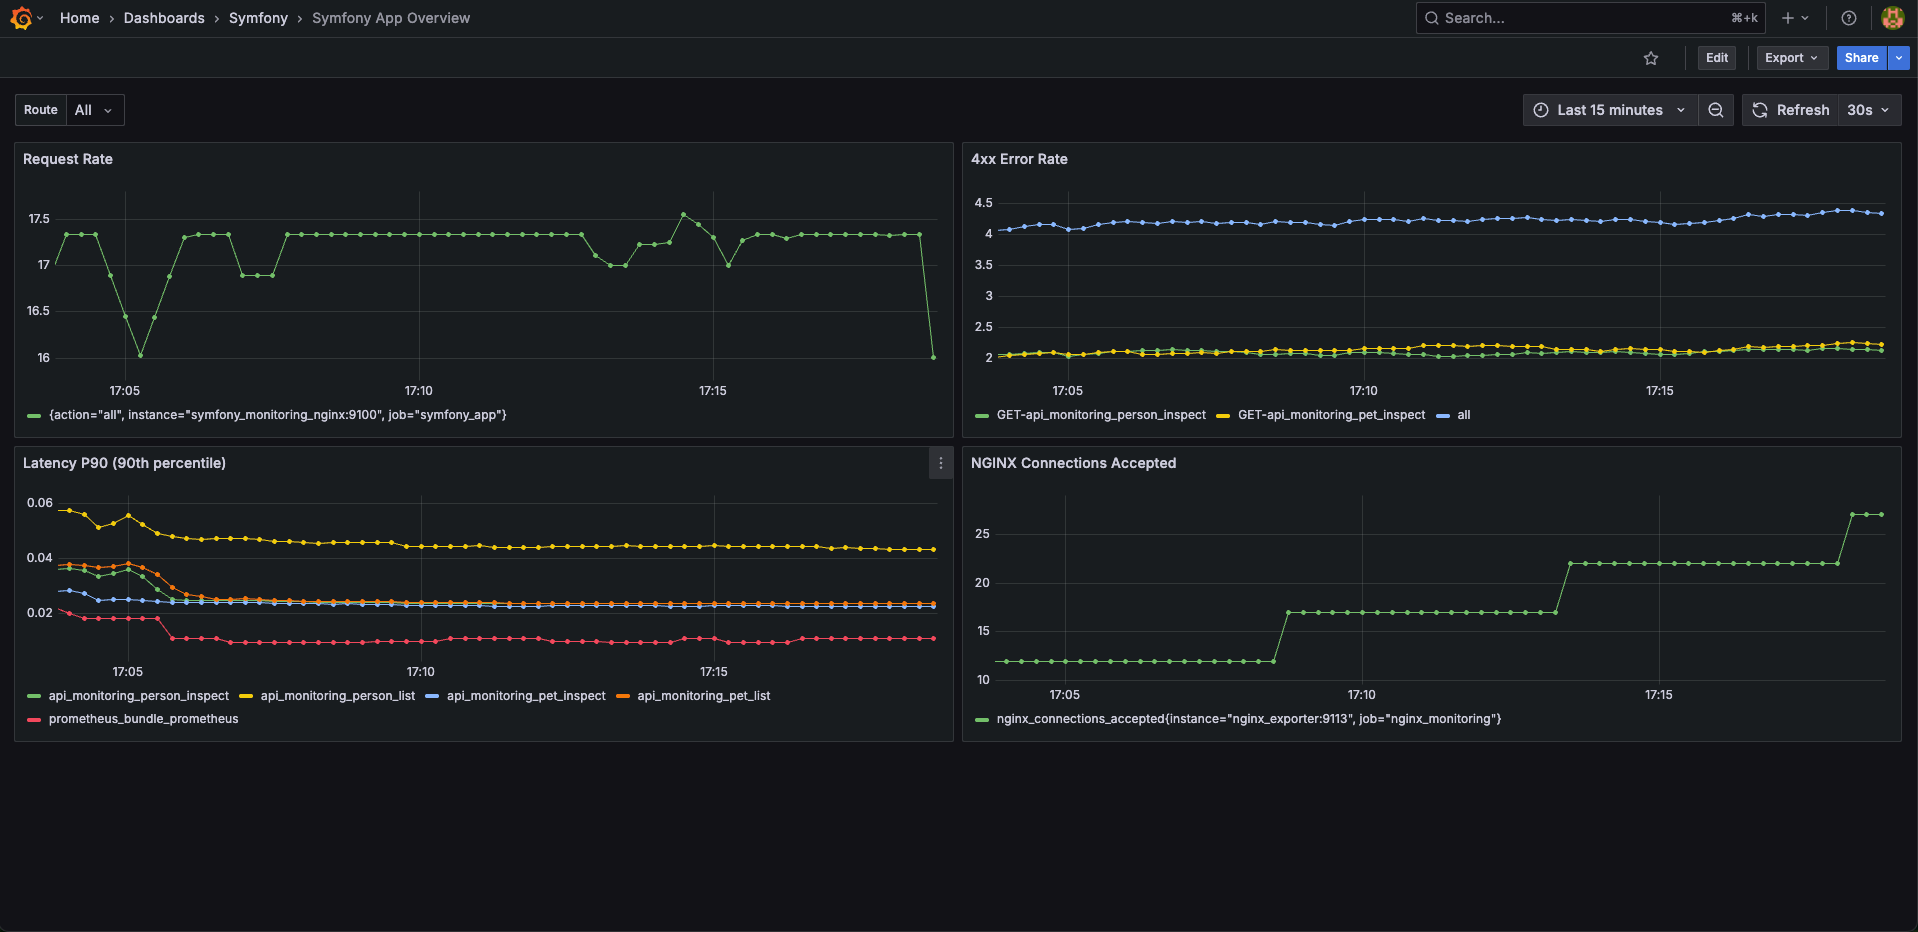 Home › Dashboards › Symfony › Symfony App Overview
Search... ⌘+k
Edit Export Share
Route All
Last 15 minutes Refresh 30s
Request Rate
17.5
17
16.5
16
17:05 17:10 17:15
{action="all", instance="symfony_monitoring_nginx:9100", job="symfony_app"}
4xx Error Rate
4.5
4
3.5
3
2.5
2
17:05 17:10 17:15
GET-api_monitoring_person_inspect GET-api_monitoring_pet_inspect all
Latency P90 (90th percentile)
0.06
0.04
0.02
17:05 17:10 17:15
api_monitoring_person_inspect api_monitoring_person_list api_monitoring_pet_inspect api_monitoring_pet_list
prometheus_bundle_prometheus
NGINX Connections Accepted
25
20
15
10
17:05 17:10 17:15
nginx_connections_accepted{instance="nginx_exporter:9113", job="nginx_monitoring"}